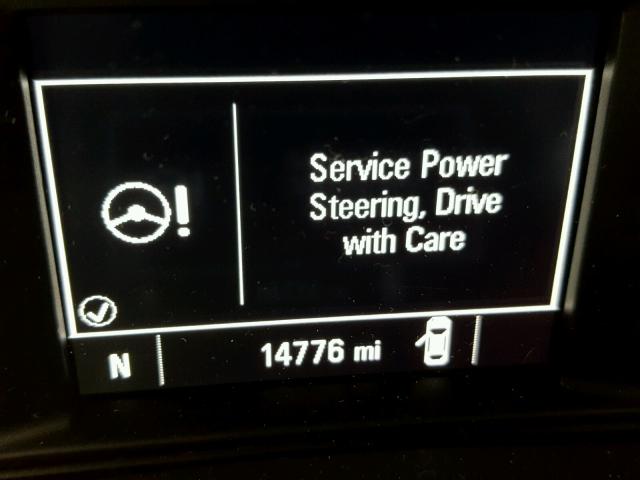 Service Power
Steering, Drive
with Care
N
14776 mi